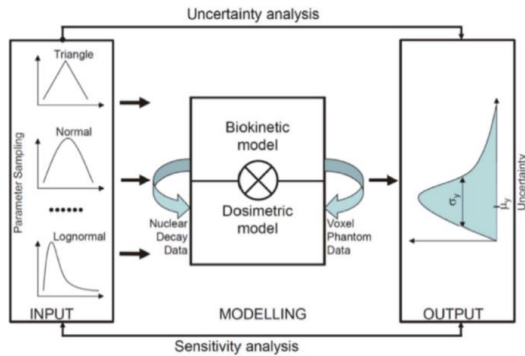 Uncertainty analysis
Parameter Sampling
Triangle
Normal
Lognormal
INPUT
Biokinetic
model
Dosimetric
model
Nuclear
Decay
Data
Voxel
Phantom
Data
MODELLING
σy
μy
Uncertainty
OUTPUT
Sensitivity analysis